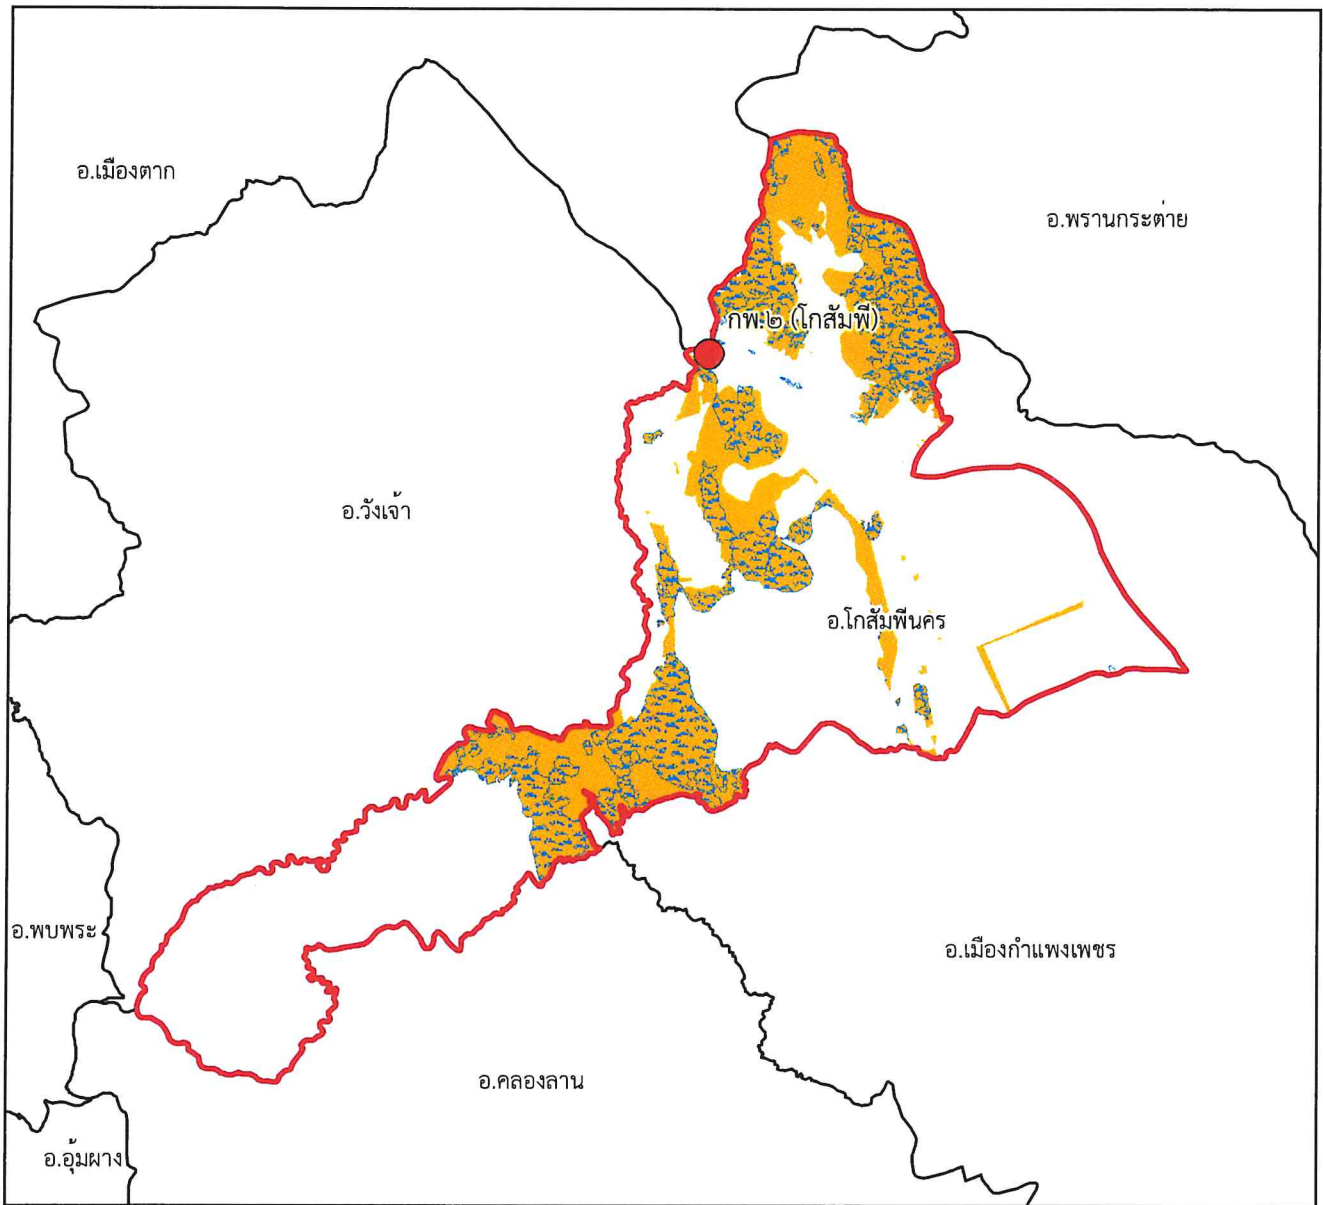 อ.เมืองตาก
อ.พรานกระต่าย
กพ.๒ (โกสัมพี)
อ.วังเจ้า
อ.โกสัมพีนคร
อ.พบพระ
อ.เมืองกำแพงเพชร
อ.คลองลาน
อ.อุ้มผาง